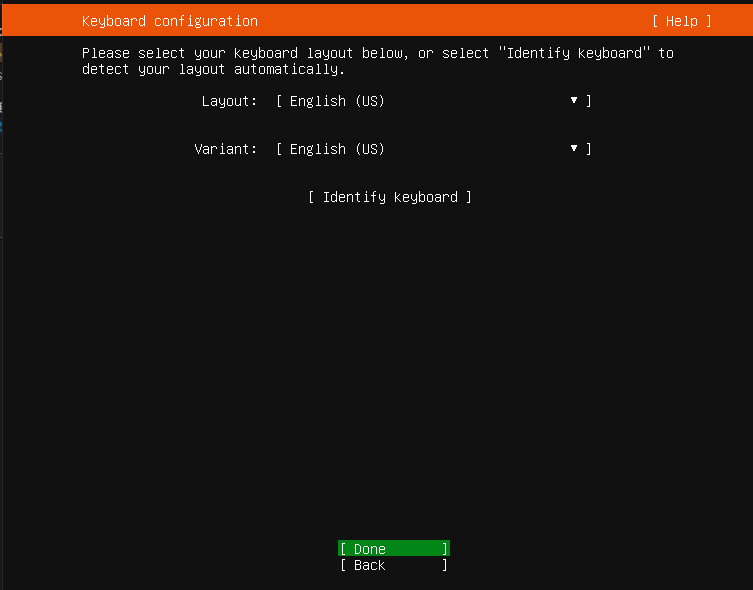 Keyboard configuration [ Help ]
Please select your keyboard layout below, or select "Identify keyboard" to
detect your layout automatically.
Layout: [ English (US) ▼ ]
Variant: [ English (US) ▼ ]
[ Identify keyboard ]
[ Done ]
[ Back ]